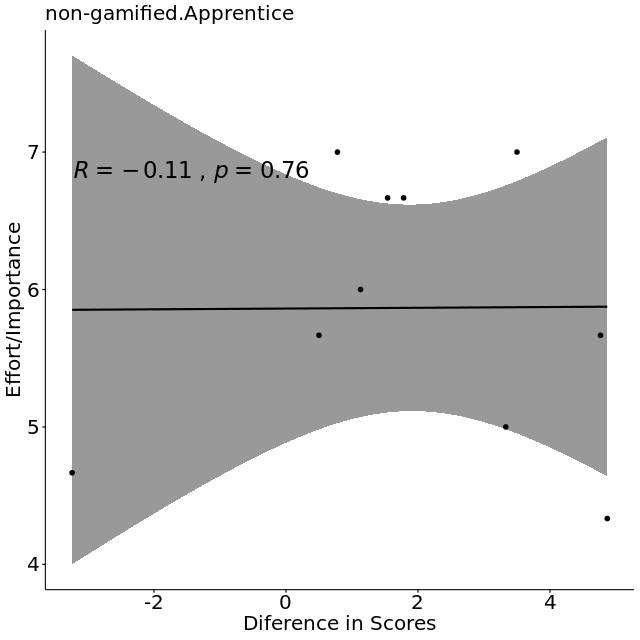 non-gamified.Apprentice
R = −0.11 , p = 0.76
7
6
5
4
Effort/Importance
-2 0 2 4
Diference in Scores